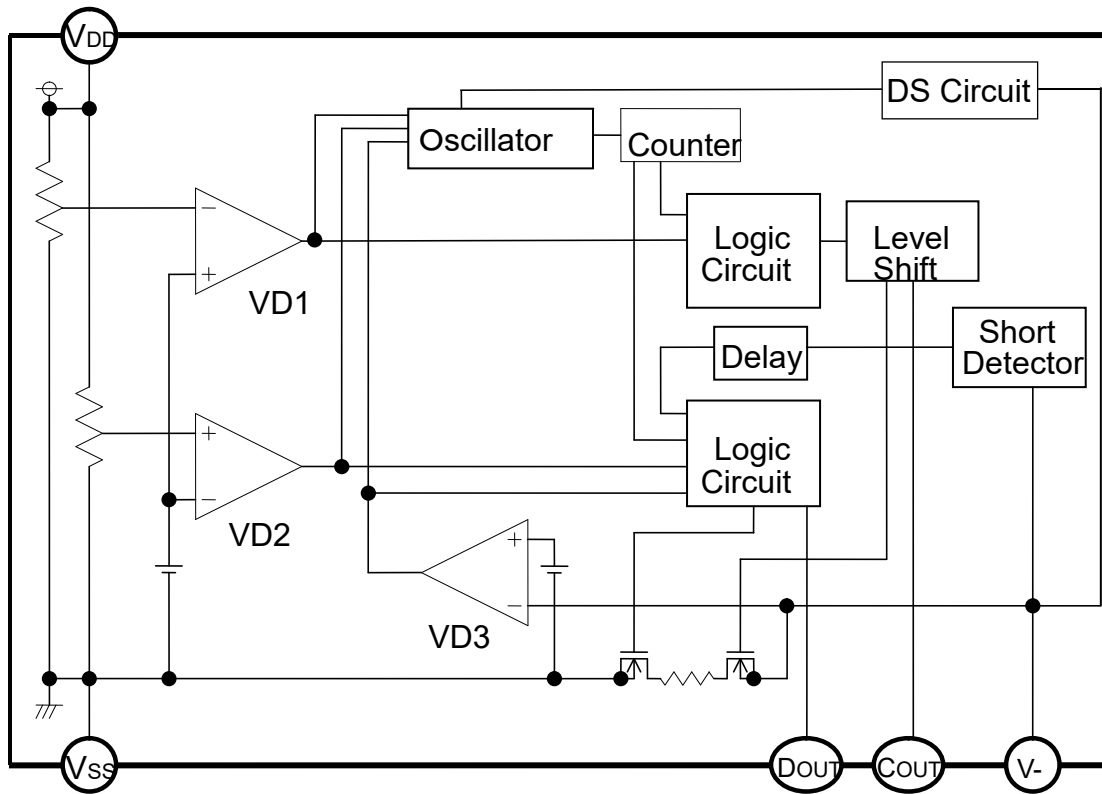 VDD
DS Circuit
Oscillator
Counter
−
+
VD1
Logic
Circuit
Level
Shift
Short
Detector
Delay
+
−
VD2
Logic
Circuit
+
−
VD3
VSS
DOUT
COUT
V-